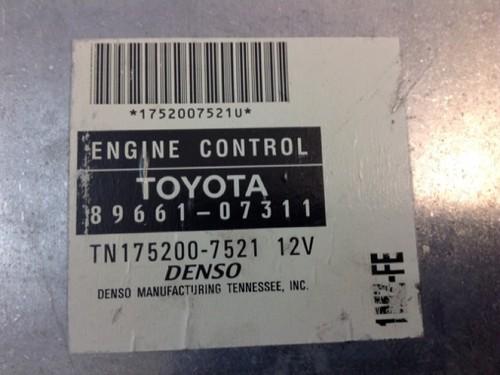 *1752007521U*
ENGINE CONTROL
TOYOTA
89661-07311
TN175200-7521 12V
DENSO
DENSO MANUFACTURING TENNESSEE, INC.